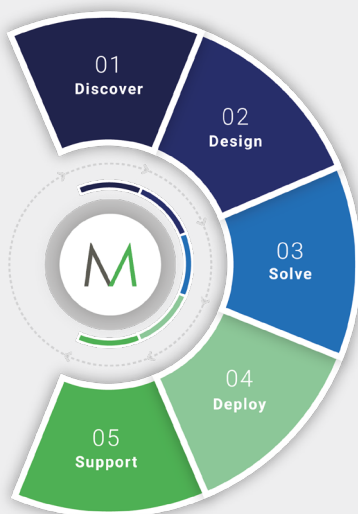 01
Discover
02
Design
03
Solve
M
04
Deploy
05
Support